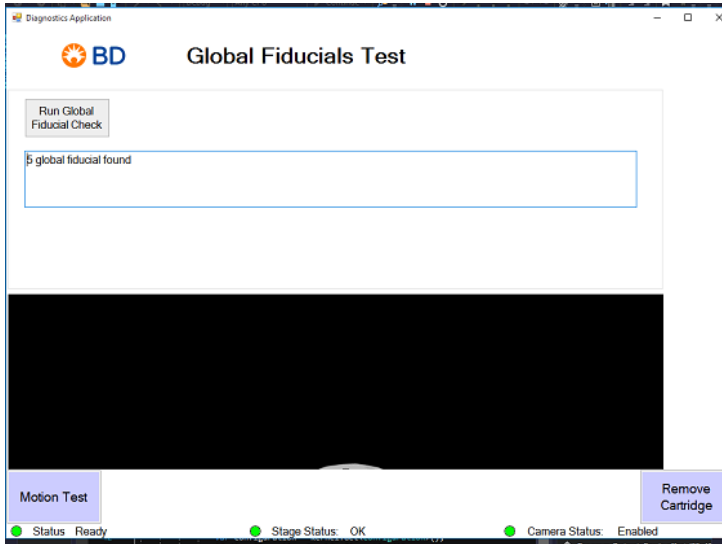 Diagnostics Application
BD
Global Fiducials Test
Run Global
Fiducial Check
5 global fiducial found
Motion Test
Remove
Cartridge
Status Ready
Stage Status: OK
Camera Status: Enabled